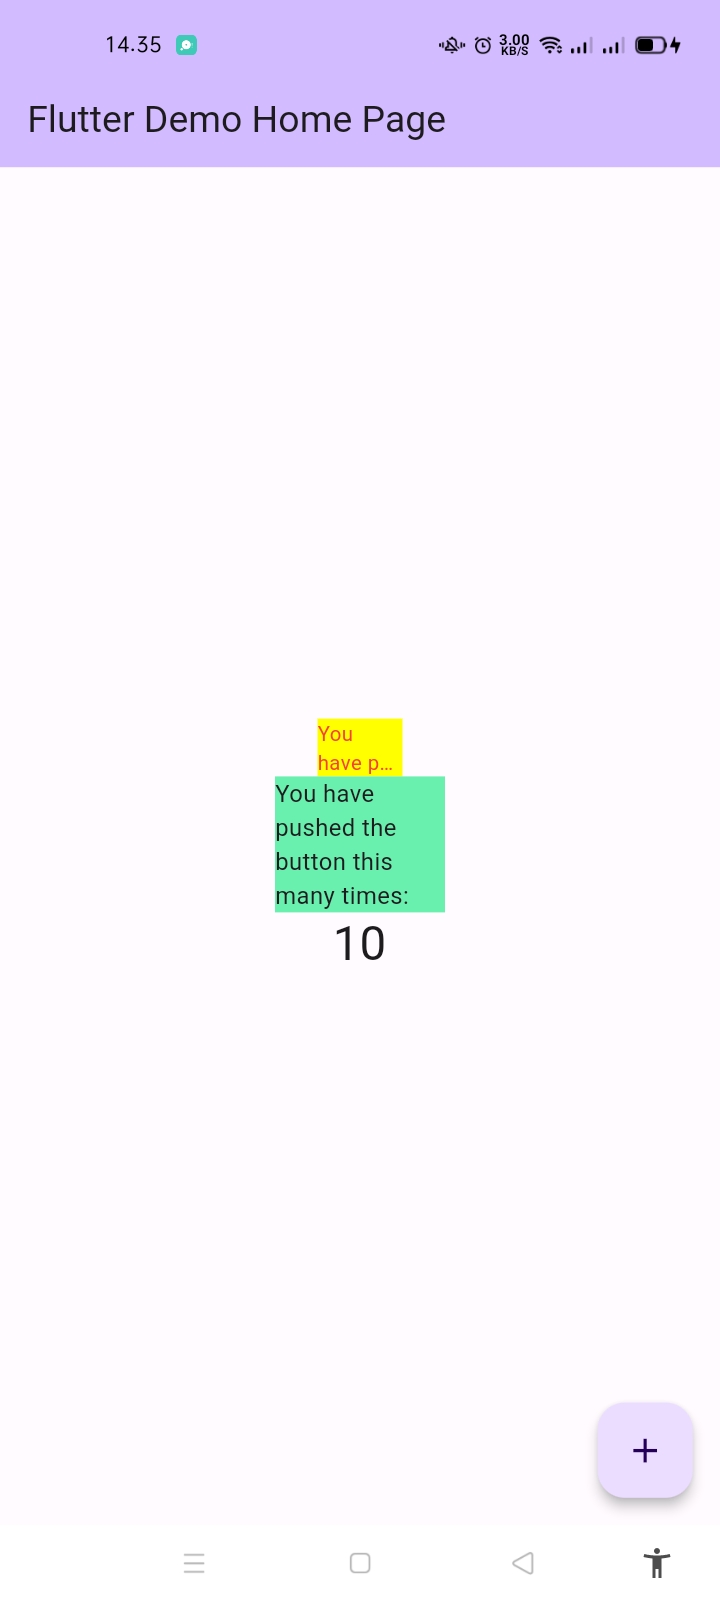 14.35
3.00
KB/S
Flutter Demo Home Page
You
have p…
You have
pushed the
button this
many times:
10
+